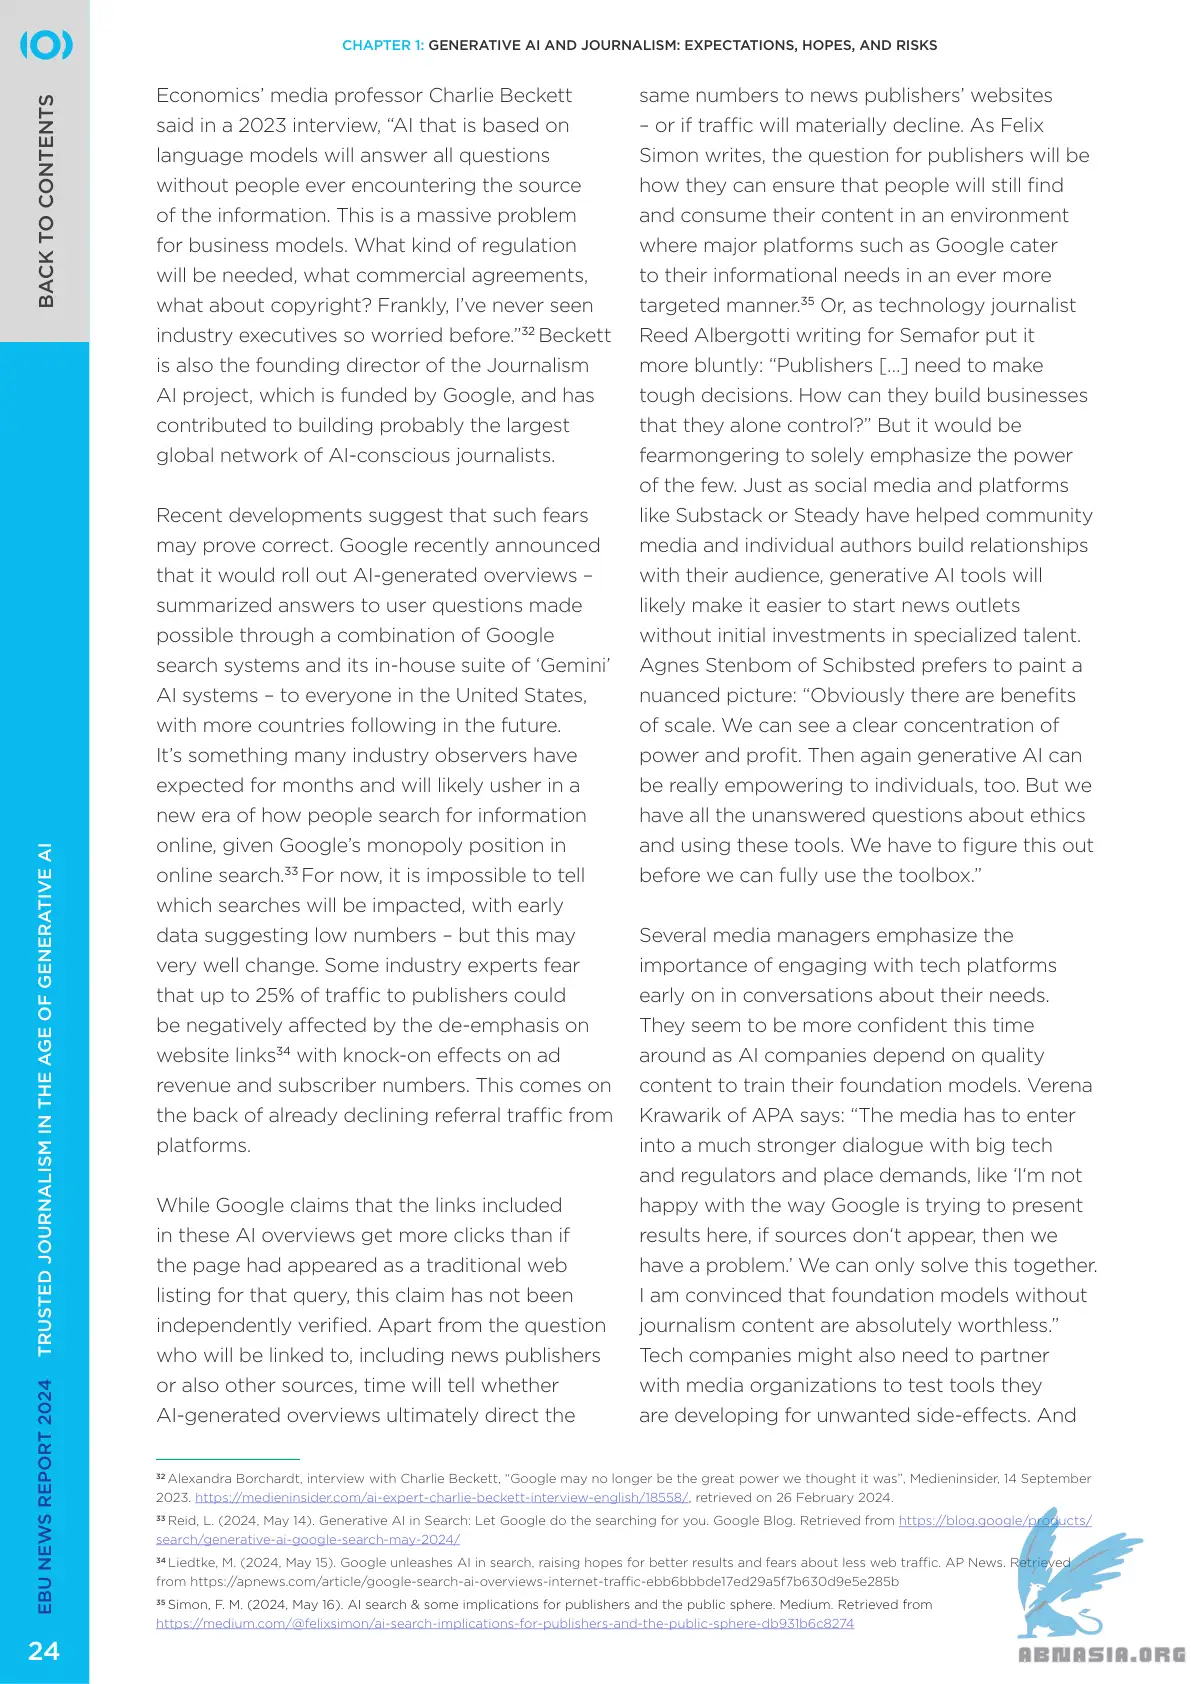 BACK TO CONTENTS
EBU NEWS REPORT 2024 TRUSTED JOURNALISM IN THE AGE OF GENERATIVE AI
24
CHAPTER 1: GENERATIVE AI AND JOURNALISM: EXPECTATIONS, HOPES, AND RISKS
Economics’ media professor Charlie Beckett
said in a 2023 interview, “AI that is based on
language models will answer all questions
without people ever encountering the source
of the information. This is a massive problem
for business models. What kind of regulation
will be needed, what commercial agreements,
what about copyright? Frankly, I’ve never seen
industry executives so worried before.”32 Beckett
is also the founding director of the Journalism
AI project, which is funded by Google, and has
contributed to building probably the largest
global network of AI-conscious journalists.
Recent developments suggest that such fears
may prove correct. Google recently announced
that it would roll out AI-generated overviews –
summarized answers to user questions made
possible through a combination of Google
search systems and its in-house suite of ‘Gemini’
AI systems – to everyone in the United States,
with more countries following in the future.
It’s something many industry observers have
expected for months and will likely usher in a
new era of how people search for information
online, given Google’s monopoly position in
online search.33 For now, it is impossible to tell
which searches will be impacted, with early
data suggesting low numbers – but this may
very well change. Some industry experts fear
that up to 25% of traffic to publishers could
be negatively affected by the de-emphasis on
website links34 with knock-on effects on ad
revenue and subscriber numbers. This comes on
the back of already declining referral traffic from
platforms.
While Google claims that the links included
in these AI overviews get more clicks than if
the page had appeared as a traditional web
listing for that query, this claim has not been
independently verified. Apart from the question
who will be linked to, including news publishers
or also other sources, time will tell whether
AI-generated overviews ultimately direct the
same numbers to news publishers’ websites
– or if traffic will materially decline. As Felix
Simon writes, the question for publishers will be
how they can ensure that people will still find
and consume their content in an environment
where major platforms such as Google cater
to their informational needs in an ever more
targeted manner.35 Or, as technology journalist
Reed Albergotti writing for Semafor put it
more bluntly: “Publishers [...] need to make
tough decisions. How can they build businesses
that they alone control?” But it would be
fearmongering to solely emphasize the power
of the few. Just as social media and platforms
like Substack or Steady have helped community
media and individual authors build relationships
with their audience, generative AI tools will
likely make it easier to start news outlets
without initial investments in specialized talent.
Agnes Stenbom of Schibsted prefers to paint a
nuanced picture: “Obviously there are benefits
of scale. We can see a clear concentration of
power and profit. Then again generative AI can
be really empowering to individuals, too. But we
have all the unanswered questions about ethics
and using these tools. We have to figure this out
before we can fully use the toolbox.”
Several media managers emphasize the
importance of engaging with tech platforms
early on in conversations about their needs.
They seem to be more confident this time
around as AI companies depend on quality
content to train their foundation models. Verena
Krawarik of APA says: “The media has to enter
into a much stronger dialogue with big tech
and regulators and place demands, like ‘I‘m not
happy with the way Google is trying to present
results here, if sources don‘t appear, then we
have a problem.’ We can only solve this together.
I am convinced that foundation models without
journalism content are absolutely worthless.”
Tech companies might also need to partner
with media organizations to test tools they
are developing for unwanted side-effects. And
32 Alexandra Borchardt, interview with Charlie Beckett, “Google may no longer be the great power we thought it was”, Medieninsider, 14 September
2023. https://medieninsider.com/ai-expert-charlie-beckett-interview-english/18558/, retrieved on 26 February 2024.
33 Reid, L. (2024, May 14). Generative AI in Search: Let Google do the searching for you. Google Blog. Retrieved from https://blog.google/products/
search/generative-ai-google-search-may-2024/
34 Liedtke, M. (2024, May 15). Google unleashes AI in search, raising hopes for better results and fears about less web traffic. AP News. Retrieved
from https://apnews.com/article/google-search-ai-overviews-internet-traffic-ebb6bbbde17ed29a5f7b630d9e5e285b
35 Simon, F. M. (2024, May 16). AI search & some implications for publishers and the public sphere. Medium. Retrieved from
https://medium.com/@felixsimon/ai-search-implications-for-publishers-and-the-public-sphere-db931b6c8274
ABNASIA.ORG